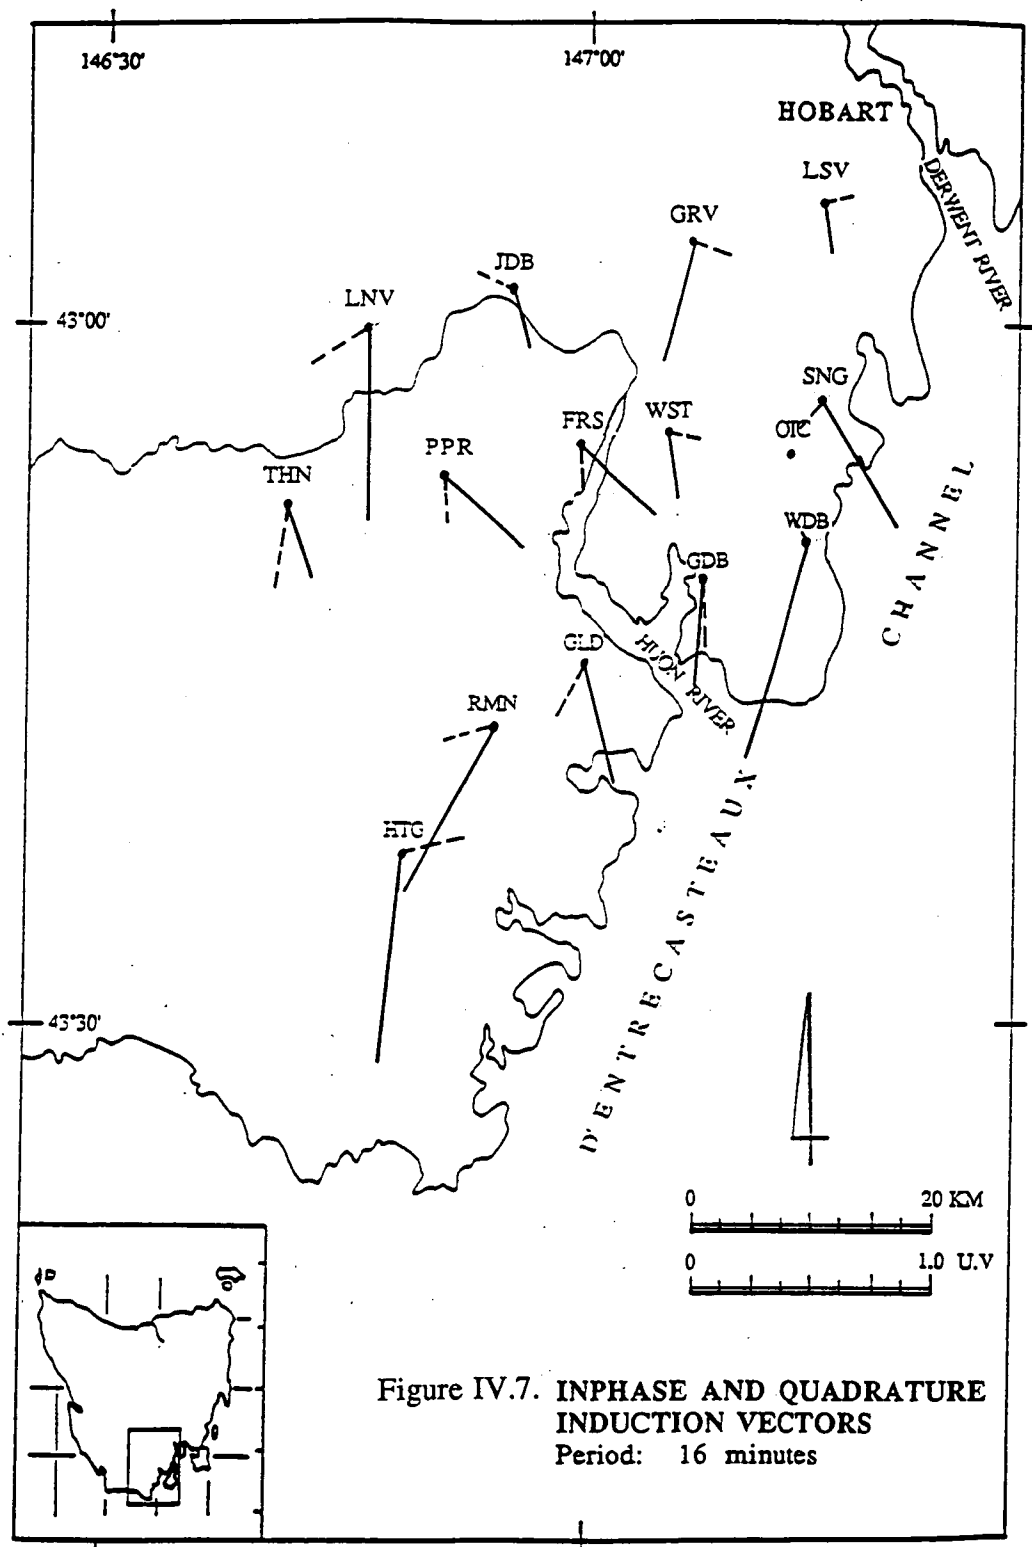 146°30'
147°00'
HOBART
LSV
DERWENT RIVER
GRV
JDB
LNV
43°00'
SNG
WST
FRS
OTC
PPR
THN
WDB
GDB
CHANNEL
GLD
HUON RIVER
RMN
HTG
D'ENTRECASTEAUX
43°30'
0 20 KM
0 1.0 U.V
Figure IV.7. INPHASE AND QUADRATURE
INDUCTION VECTORS
Period: 16 minutes